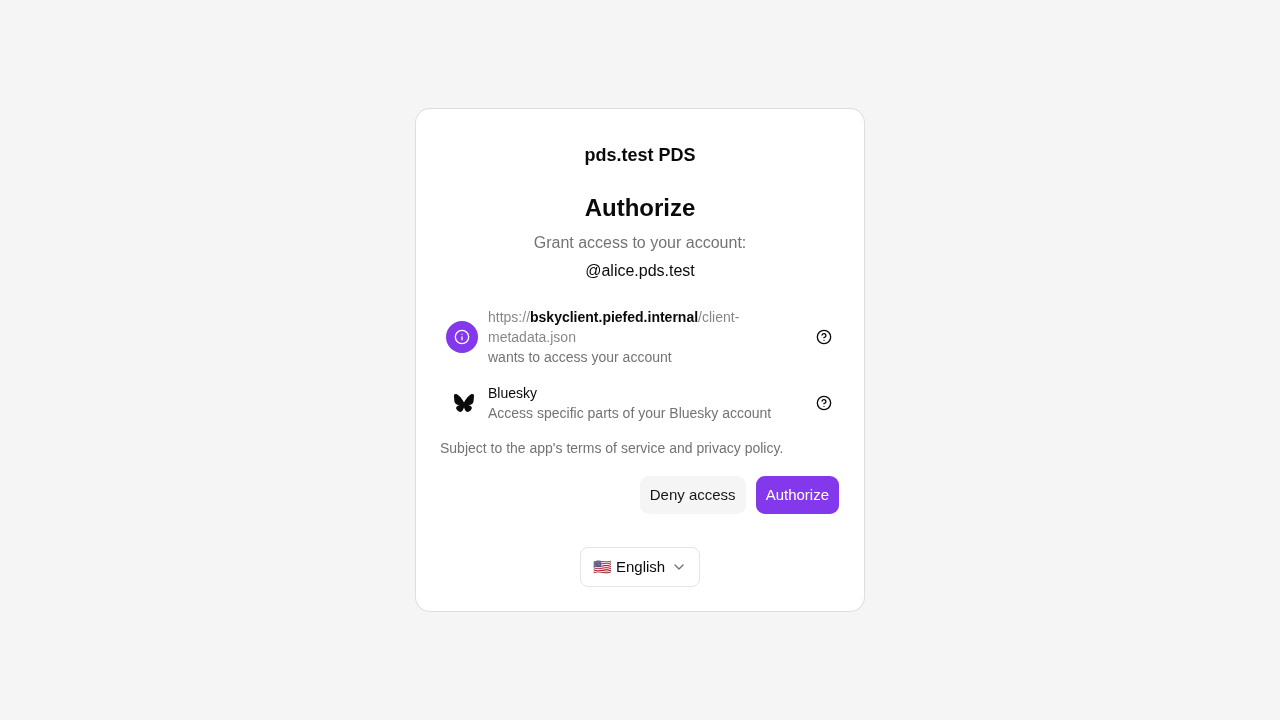 pds.test PDS
Authorize
Grant access to your account:
@alice.pds.test
https://bskyclient.piefed.internal/client-
metadata.json
wants to access your account
Bluesky
Access specific parts of your Bluesky account
Subject to the app's terms of service and privacy policy.
Deny access Authorize
English